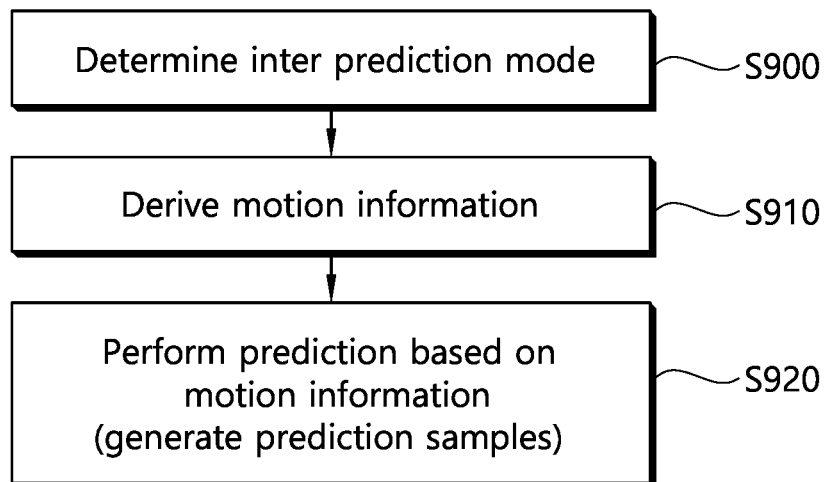 Determine inter prediction mode
S900
Derive motion information
S910
Perform prediction based on
motion information
(generate prediction samples)
S920